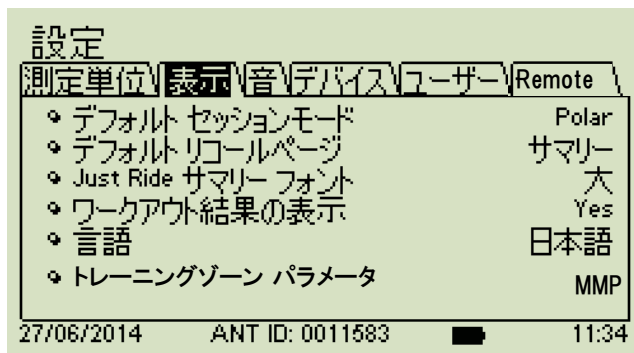 設定
測定単位 表示 音 デバイス ユーザー Remote
デフォルト セッションモード Polar
デフォルト リコールページ サマリー
Just Ride サマリー フォント 大
ワークアウト結果の表示 Yes
言語 日本語
トレーニングゾーン パラメータ MMP
27/06/2014 ANT ID: 0011583 11:34